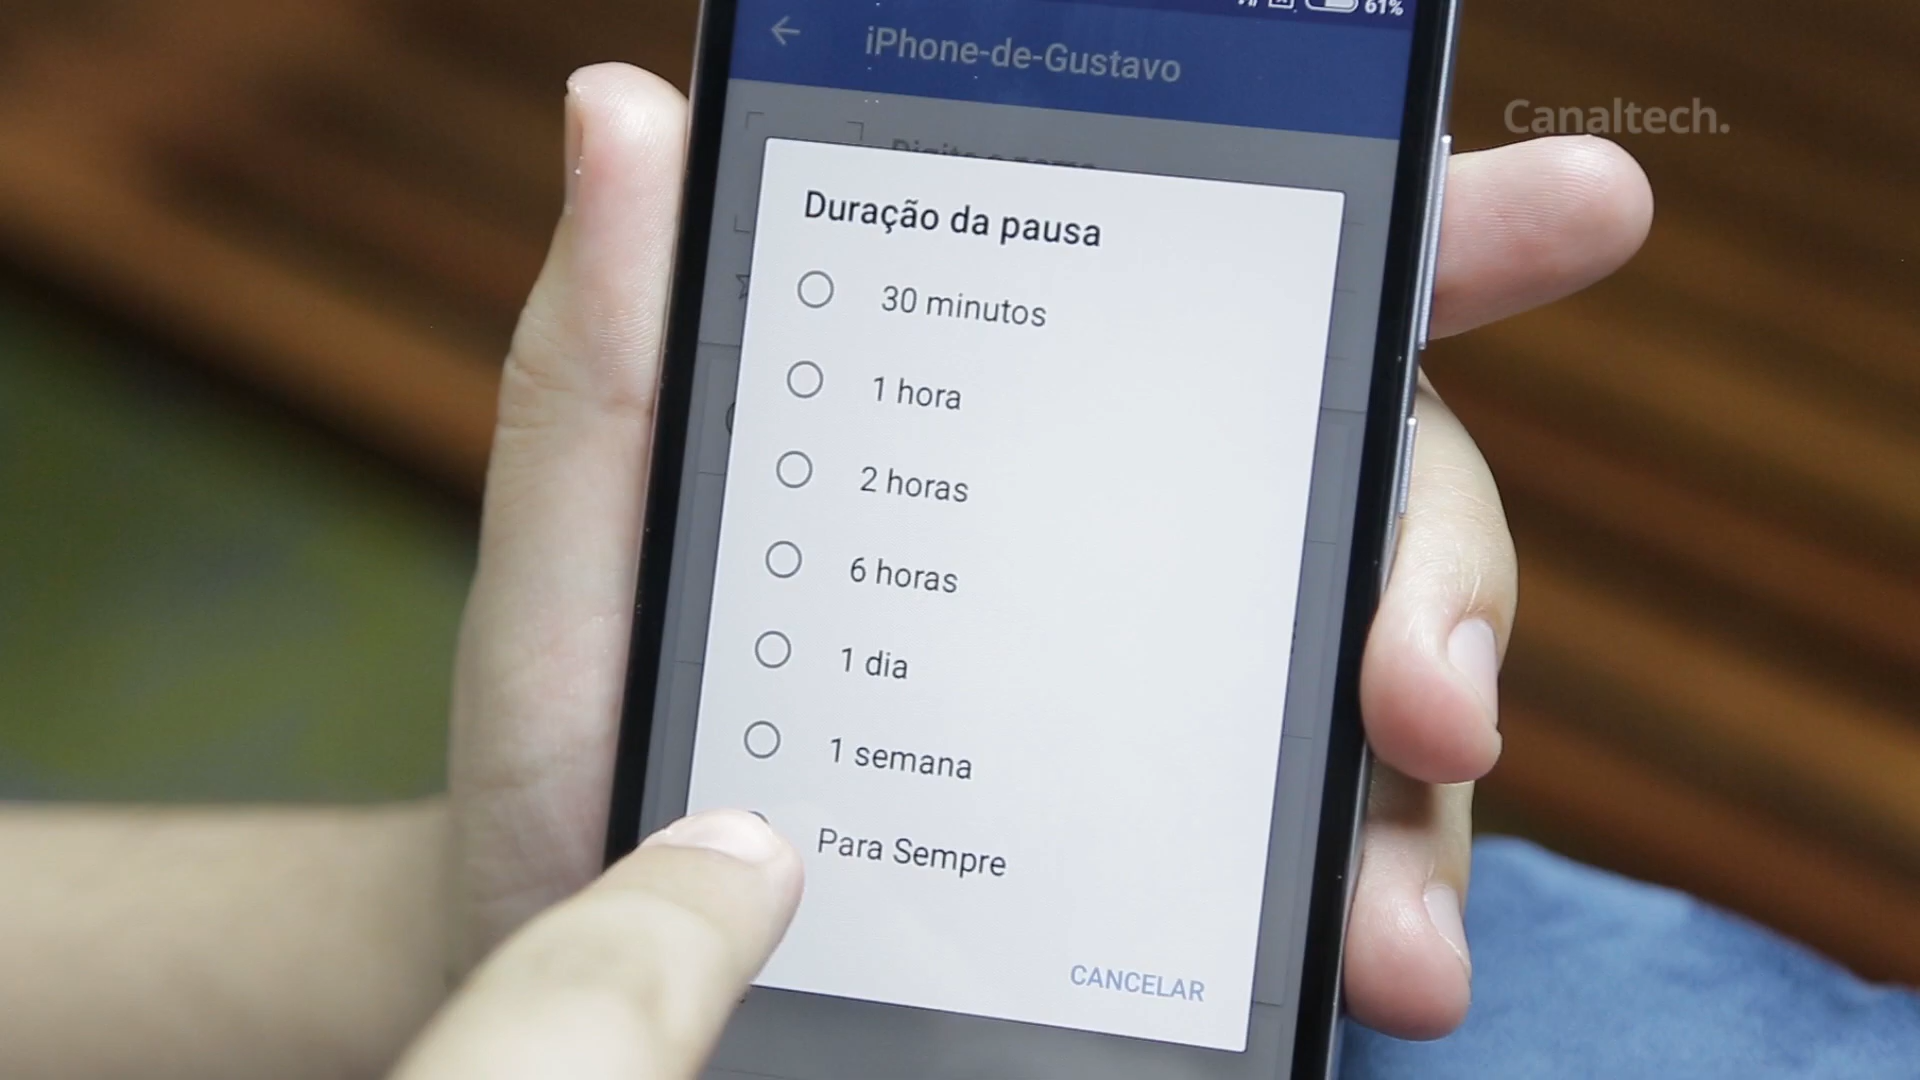 61%
iPhone-de-Gustavo
Canaltech.
Duração da pausa
30 minutos
1 hora
2 horas
6 horas
1 dia
1 semana
Para Sempre
CANCELAR